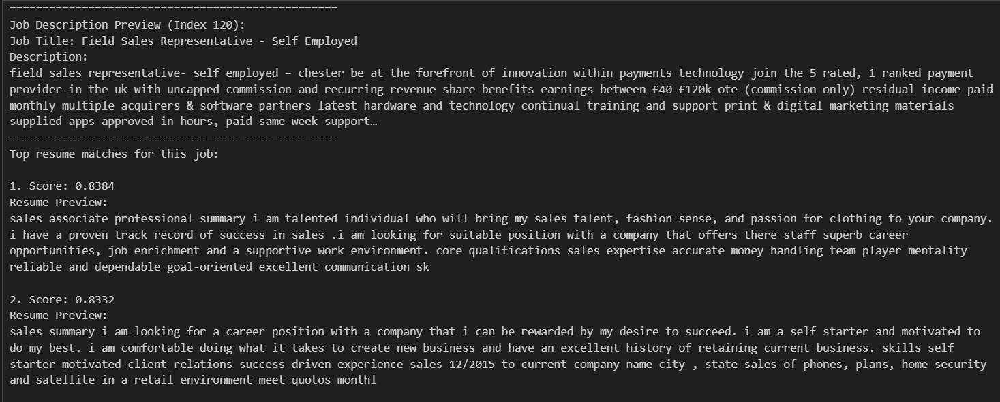 ==================================================
Job Description Preview (Index 120):
Job Title: Field Sales Representative - Self Employed
Description:
field sales representative- self employed – chester be at the forefront of innovation within payments technology join the 5 rated, 1 ranked payment
provider in the uk with uncapped commission and recurring revenue share benefits earnings between £40-£120k ote (commission only) residual income paid
monthly multiple acquirers & software partners latest hardware and technology continual training and support print & digital marketing materials
supplied apps approved in hours, paid same week support…
==================================================
Top resume matches for this job:
1. Score: 0.8384
Resume Preview:
sales associate professional summary i am talented individual who will bring my sales talent, fashion sense, and passion for clothing to your company.
i have a proven track record of success in sales .i am looking for suitable position with a company that offers there staff superb career
opportunities, job enrichment and a supportive work environment. core qualifications sales expertise accurate money handling team player mentality
reliable and dependable goal-oriented excellent communication sk
2. Score: 0.8332
Resume Preview:
sales summary i am looking for a career position with a company that i can be rewarded by my desire to succeed. i am a self starter and motivated to
do my best. i am comfortable doing what it takes to create new business and have an excellent history of retaining current business. skills self
starter motivated client relations success driven experience sales 12/2015 to current company name city , state sales of phones, plans, home security
and satellite in a retail environment meet quotos monthl